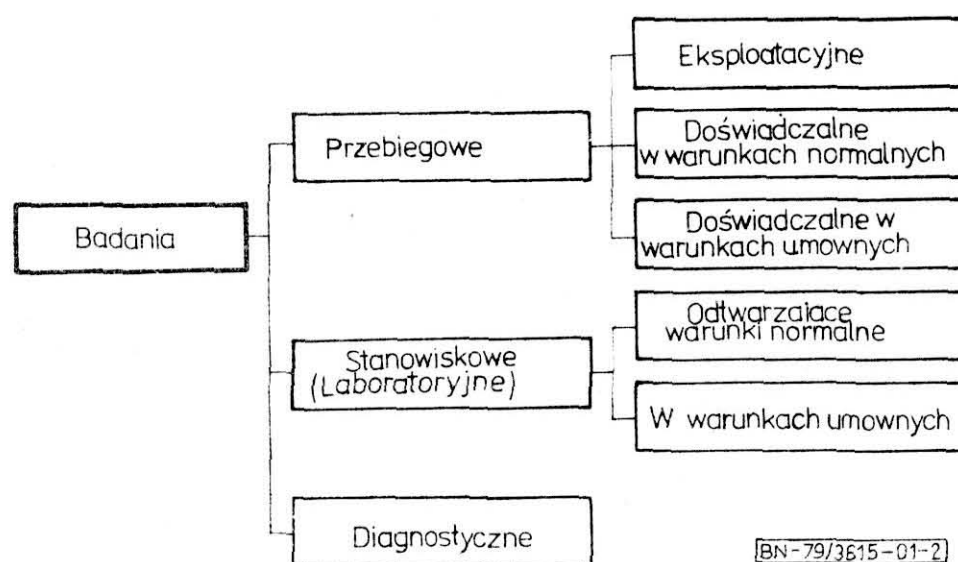 Badania
Przebiegowe
Eksploatacyjne
Doświadczalne
w warunkach normalnych
Doświadczalne w
warunkach umownych
Stanowiskowe
(Laboratoryjne)
Odtwarzaiace
warunki normalne
W warunkach umownych
Diagnostyczne
BN-79/3615-01-2